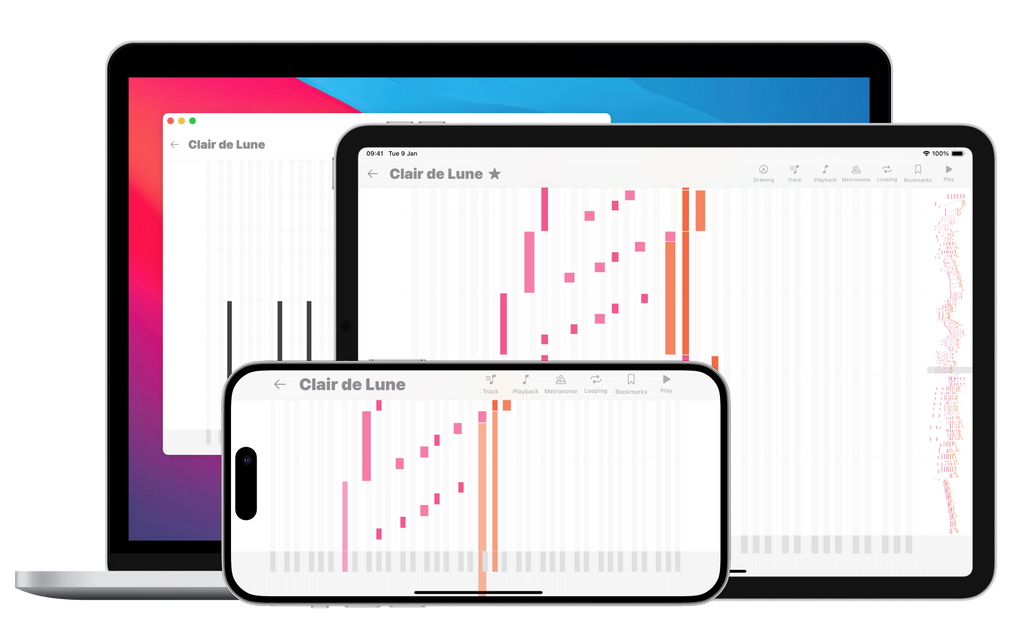 Clair de Lune
09:41 Tue 9 Jan
100%
Clair de Lune ★
Drawing Track Playback Metronome Looping Bookmarks Play
Clair de Lune
Track Playback Metronome Looping Bookmarks Play